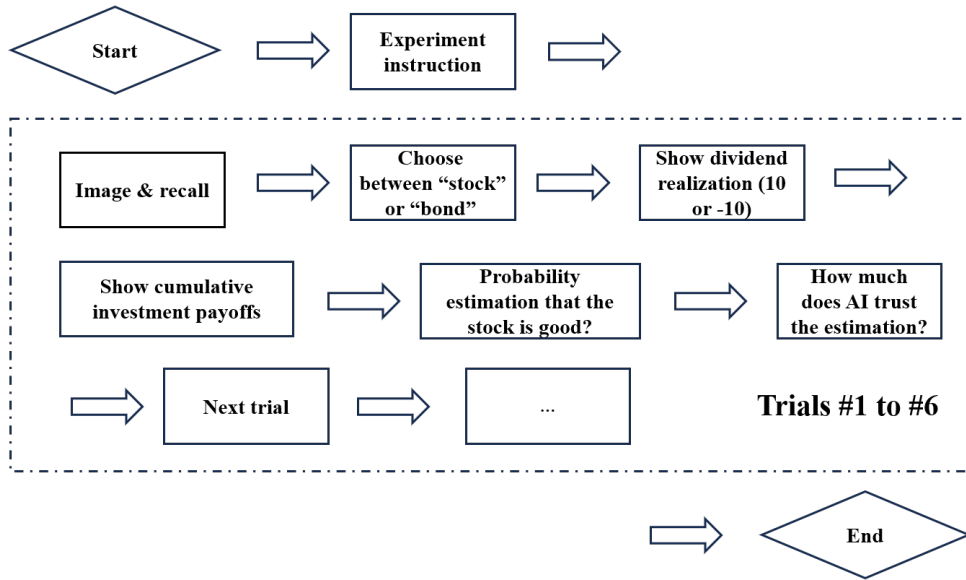 Start
Experiment
instruction
Image & recall
Choose
between “stock”
or “bond”
Show dividend
realization (10
or -10)
Show cumulative
investment payoffs
Probability
estimation that the
stock is good?
How much
does AI trust
the estimation?
Next trial
...
Trials #1 to #6
End